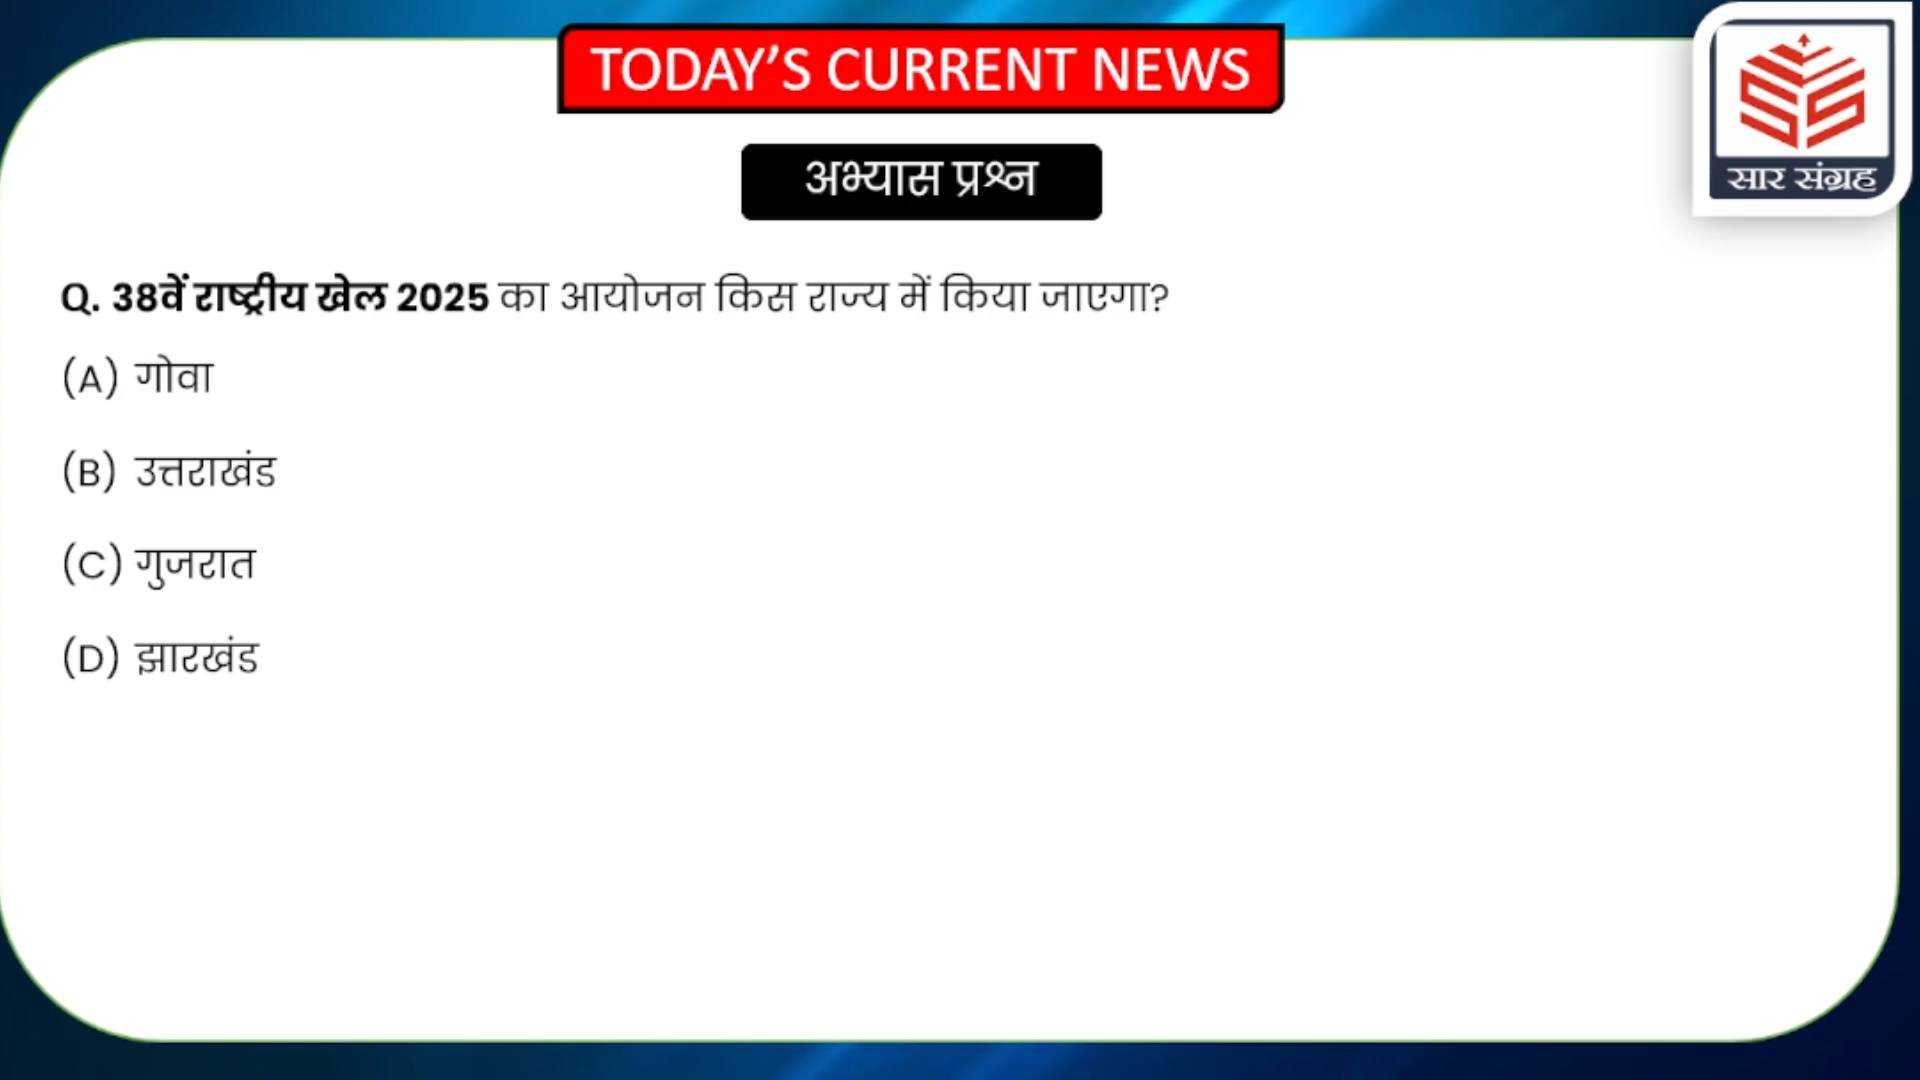 TODAY'S CURRENT NEWS
सार संग्रह
अभ्यास प्रश्न
Q. 38वें राष्ट्रीय खेल 2025 का आयोजन किस राज्य में किया जाएगा?
(A) गोवा
(B) उत्तराखंड
(C) गुजरात
(D) झारखंड